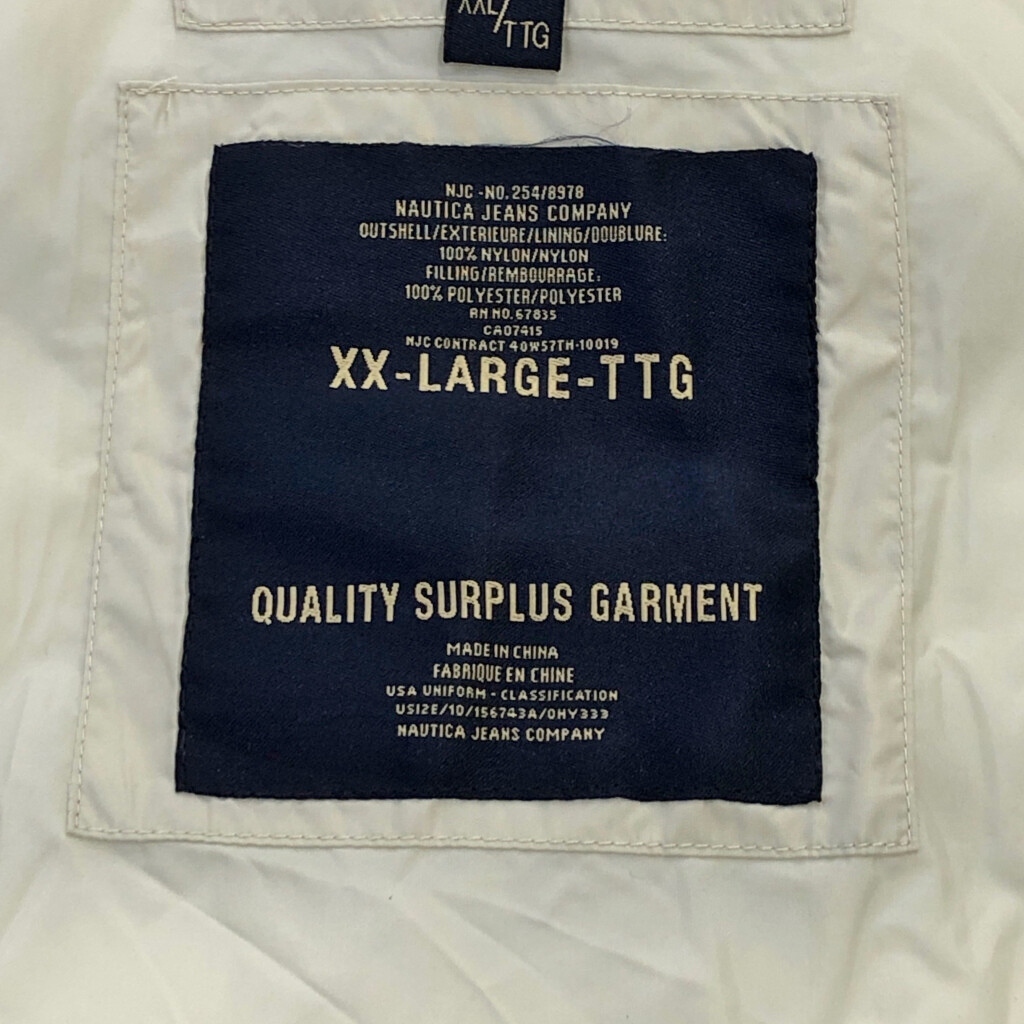 XXL/TTG
NJC-NO. 254/8978
NAUTICA JEANS COMPANY
OUTSHELL/EXTERIEURE/LINING/DOUBLURE:
100% NYLON/NYLON
FILLING/REMBOURRAGE:
100% POLYESTER/POLYESTER
RN NO. 67835
CA07415
NJC CONTRACT 40W57TH-10019
XX-LARGE-TTG
QUALITY SURPLUS GARMENT
MADE IN CHINA
FABRIQUE EN CHINE
USA UNIFORM - CLASSIFICATION
USIZE/1D/156743A/OHY333
NAUTICA JEANS COMPANY